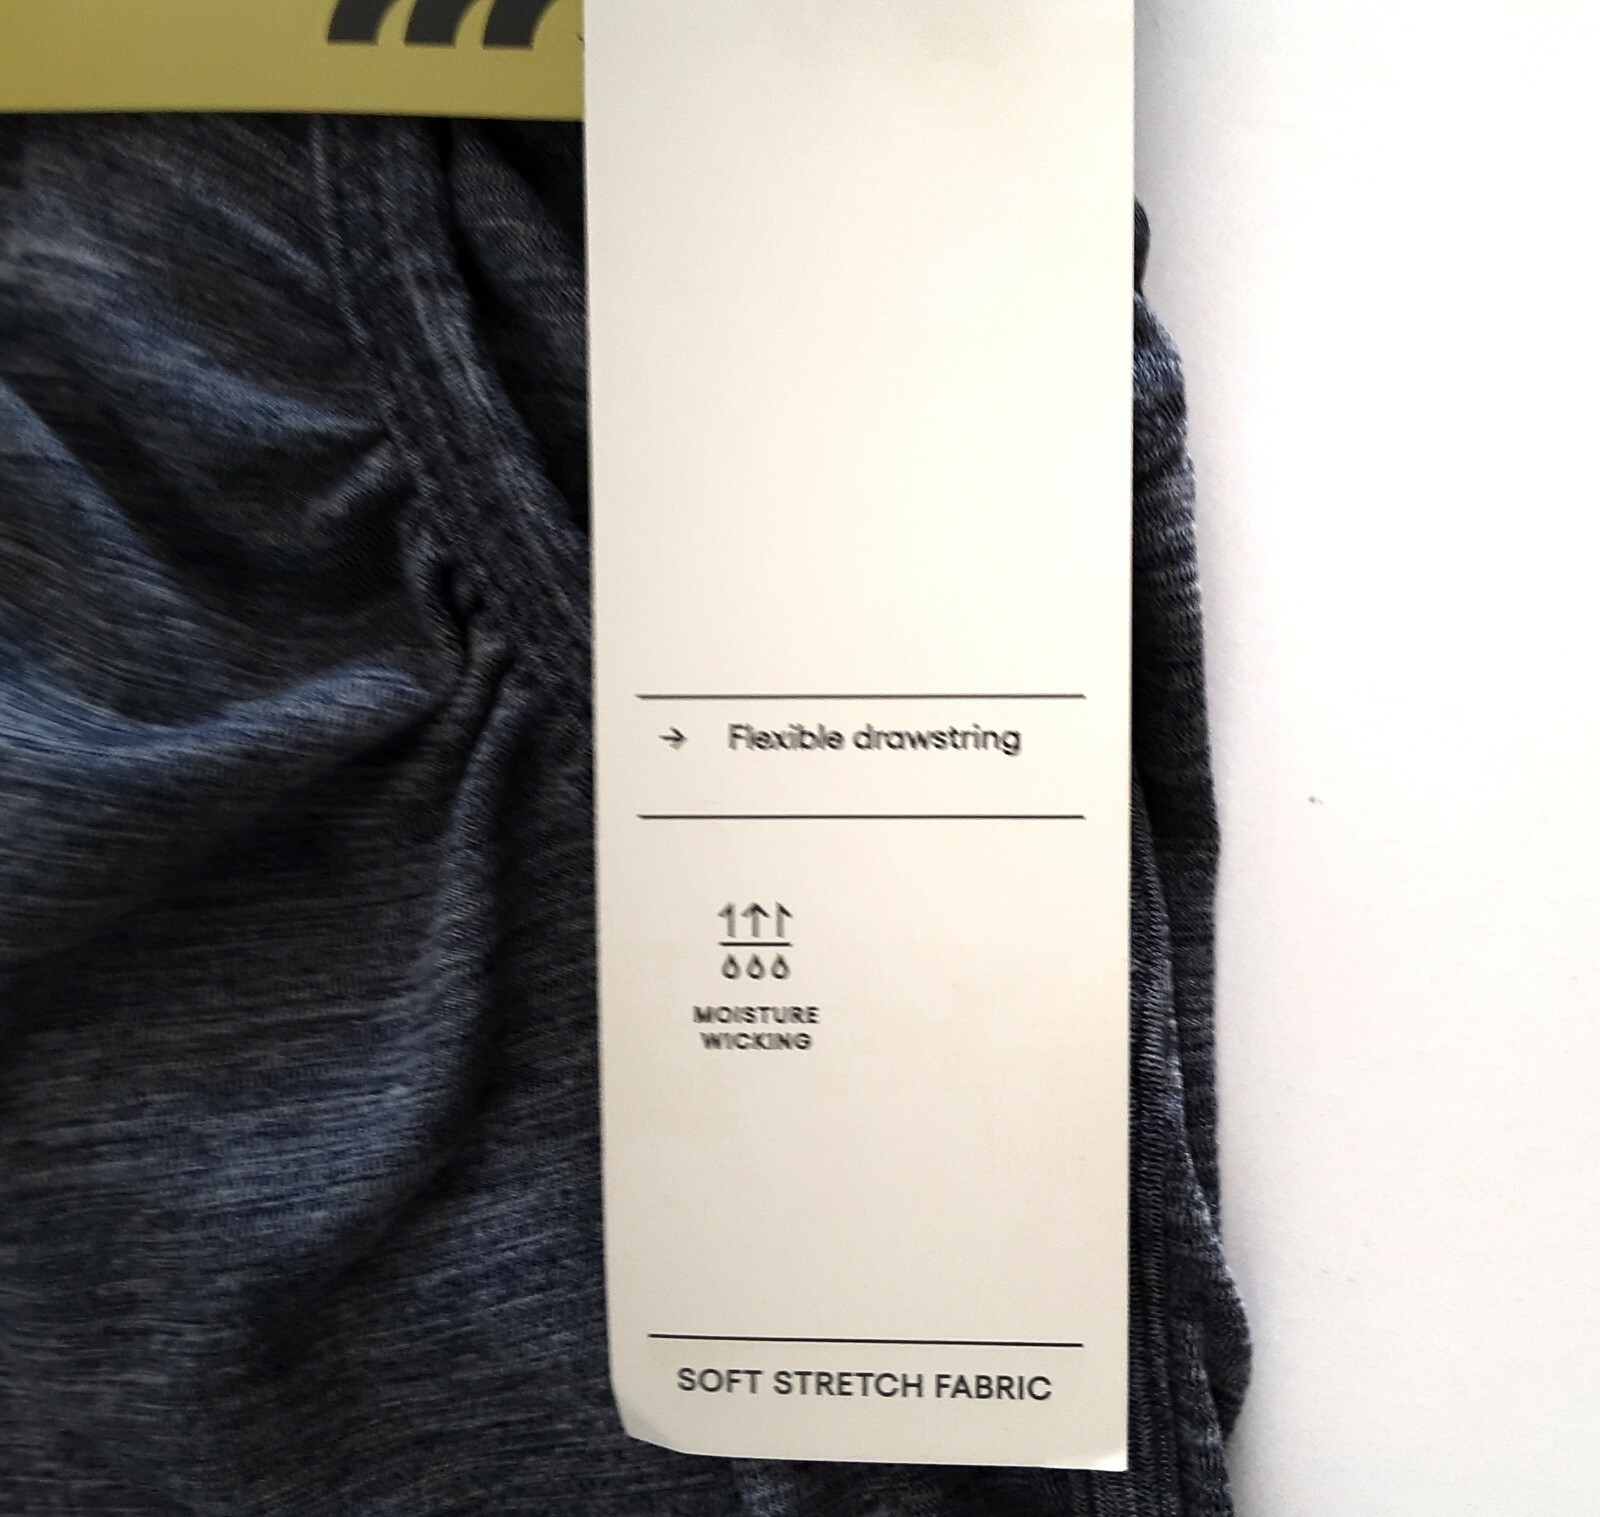 → Flexible drawstring
MOISTURE
WICKING
SOFT STRETCH FABRIC